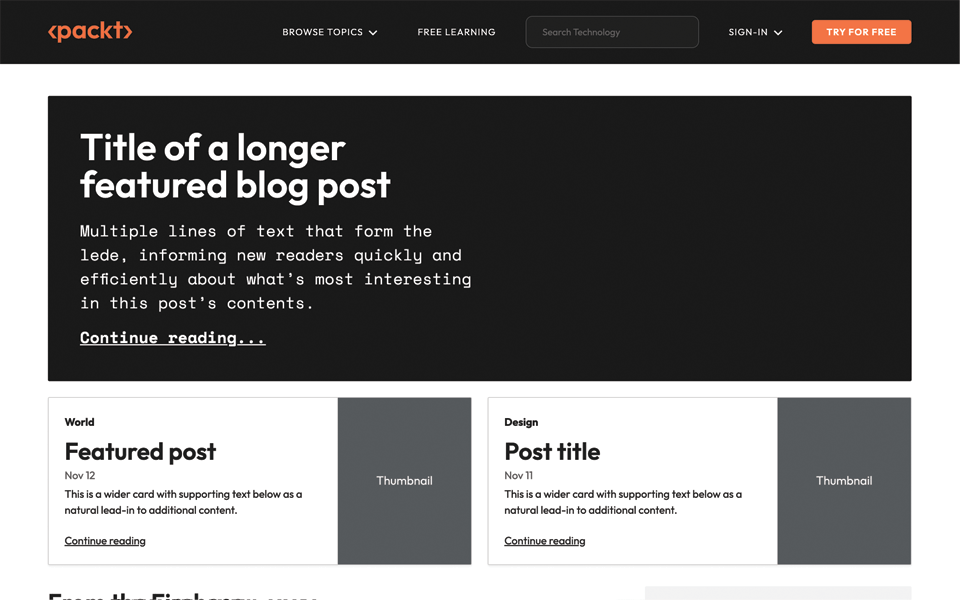 <packt>
BROWSE TOPICS
FREE LEARNING
Search Technology
SIGN-IN
TRY FOR FREE
Title of a longer
featured blog post
Multiple lines of text that form the
lede, informing new readers quickly and
efficiently about what's most interesting
in this post's contents.
Continue reading...
World
Featured post
Nov 12
This is a wider card with supporting text below as a
natural lead-in to additional content.
Continue reading
Thumbnail
Design
Post title
Nov 11
This is a wider card with supporting text below as a
natural lead-in to additional content.
Continue reading
Thumbnail
From the